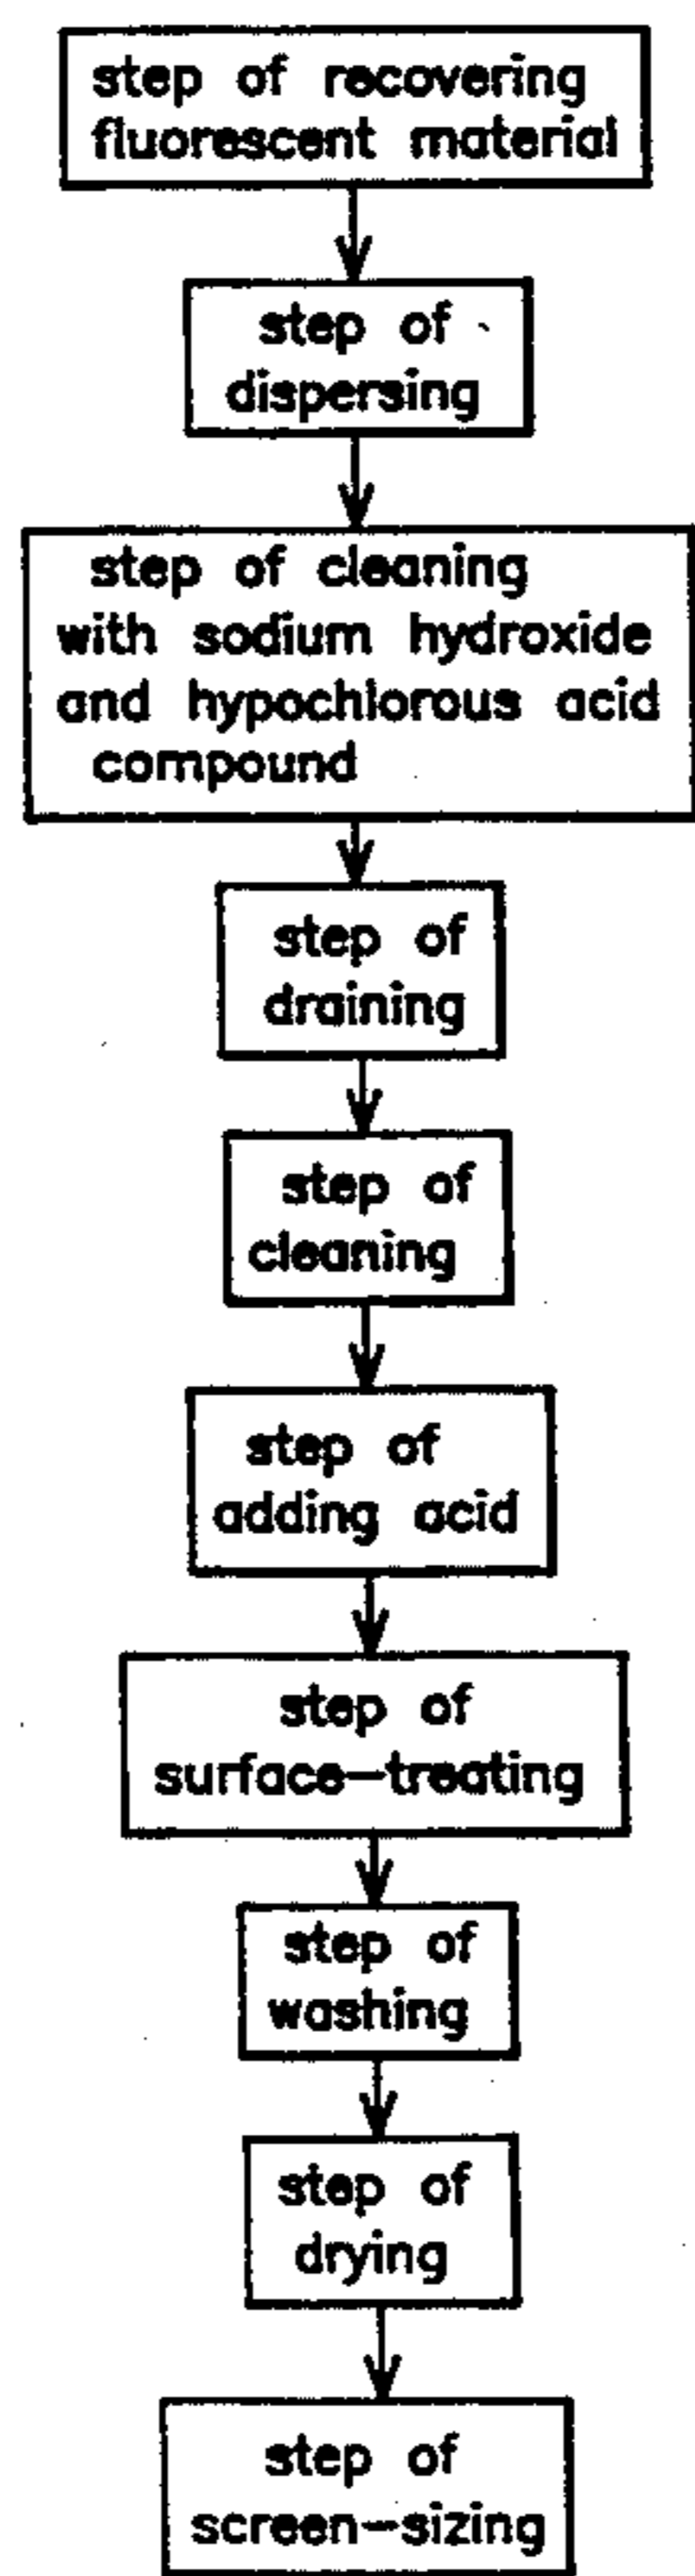 step of recovering
fluorescent material
step of
dispersing
step of cleaning
with sodium hydroxide
and hypochlorous acid
compound
step of
draining
step of
cleaning
step of
adding acid
step of
surface-treating
step of
washing
step of
drying
step of
screen-sizing